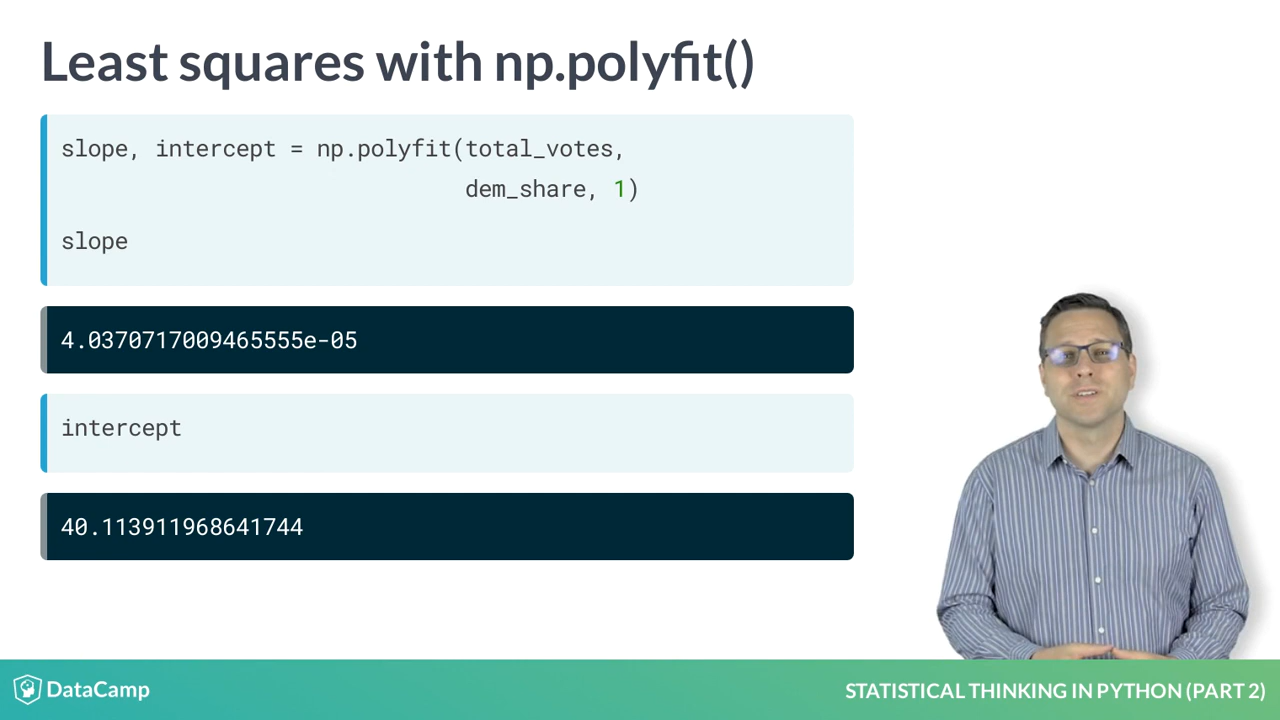 Least squares with np.polyfit()
slope, intercept = np.polyfit(total_votes,
dem_share, 1)
slope
4.0370717009465555e-05
intercept
40.113911968641744
DataCamp
STATISTICAL THINKING IN PYTHON (PART 2)